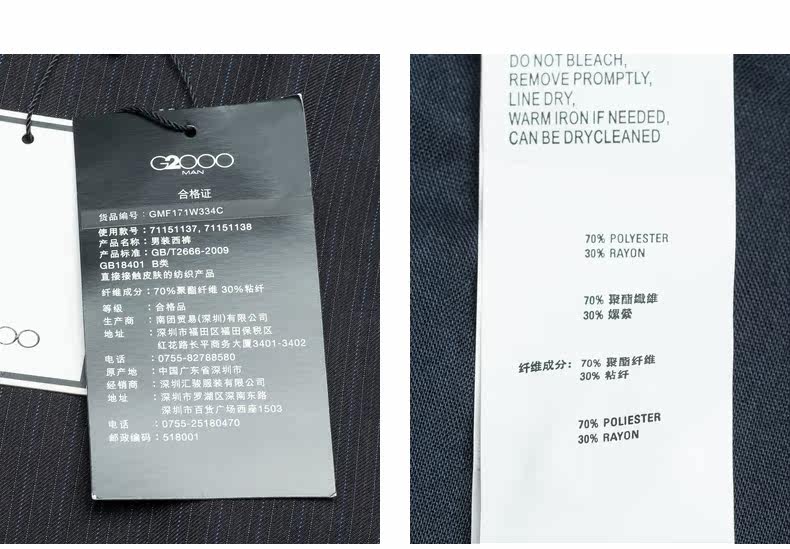 G2000
MAN
合格证
货品编号：GMF171W334C
使用款号：71151137, 71151138
产品名称：男装西裤
产品标准：GB/T2666-2009
GB18401 B类
直接接触皮肤的纺织产品
纤维成分：70%聚酯纤维 30%粘纤
等级 ：合格品
生产商 ：南团贸易(深圳)有限公司
地址 ：深圳市福田区福田保税区
红花路长平商务大厦3401-3402
电话 ：0755-82788580
原产地 ：中国广东省深圳市
经销商 ：深圳汇骏服装有限公司
地址 ：深圳市罗湖区深南东路
深圳市百货广场西座1503
电话 ：0755-25180470
邮政编码：518001
DO NOT BLEACH,
REMOVE PROMPTLY,
LINE DRY,
WARM IRON IF NEEDED,
CAN BE DRYCLEANED
70% POLYESTER
30% RAYON
70% 聚酯纖維
30% 嫘縈
纤维成分：70% 聚酯纤维
30% 粘纤
70% POLIESTER
30% RAYON